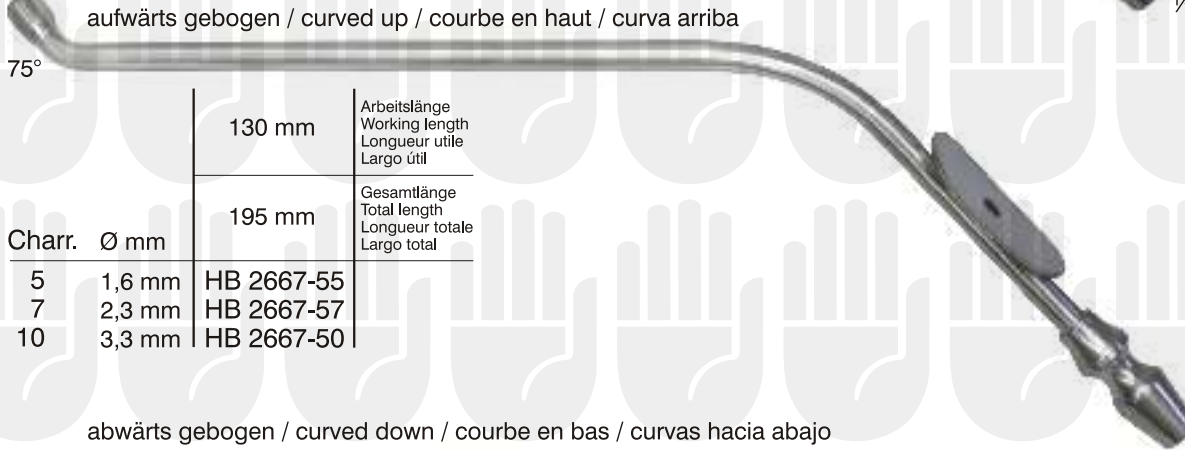 aufwärts gebogen / curved up / courbe en haut / curva arriba
75°
130 mm
Arbeitslänge
Working length
Longueur utile
Largo útil
195 mm
Gesamtlänge
Total length
Longueur totale
Largo total
Charr. Ø mm
5 1,6 mm HB 2667-55
7 2,3 mm HB 2667-57
10 3,3 mm HB 2667-50
abwärts gebogen / curved down / courbe en bas / curvas hacia abajo